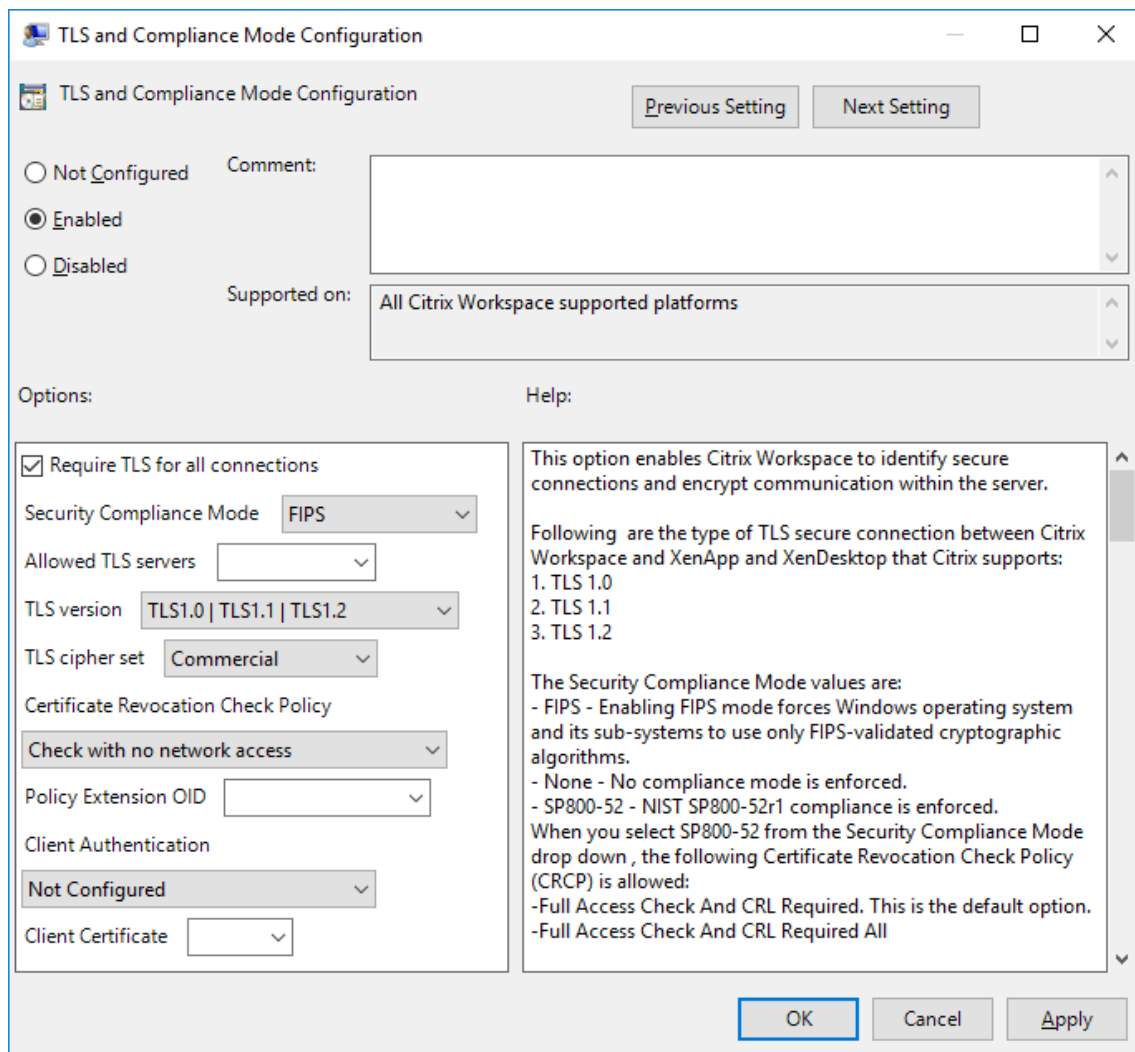 TLS and Compliance Mode Configuration
TLS and Compliance Mode Configuration
Previous Setting
Next Setting
Not Configured
Enabled
Disabled
Comment:
Supported on:
All Citrix Workspace supported platforms
Options:
Help:
Require TLS for all connections
Security Compliance Mode
FIPS
Allowed TLS servers
TLS version
TLS1.0 | TLS1.1 | TLS1.2
TLS cipher set
Commercial
Certificate Revocation Check Policy
Check with no network access
Policy Extension OID
Client Authentication
Not Configured
Client Certificate
This option enables Citrix Workspace to identify secure
connections and encrypt communication within the server.
Following  are the type of TLS secure connection between Citrix
Workspace and XenApp and XenDesktop that Citrix supports:
1. TLS 1.0
2. TLS 1.1
3. TLS 1.2
The Security Compliance Mode values are:
- FIPS - Enabling FIPS mode forces Windows operating system
and its sub-systems to use only FIPS-validated cryptographic
algorithms.
- None - No compliance mode is enforced.
- SP800-52 - NIST SP800-52r1 compliance is enforced.
When you select SP800-52 from the Security Compliance Mode
drop down , the following Certificate Revocation Check Policy
(CRCP) is allowed:
-Full Access Check And CRL Required. This is the default option.
-Full Access Check And CRL Required All
OK
Cancel
Apply